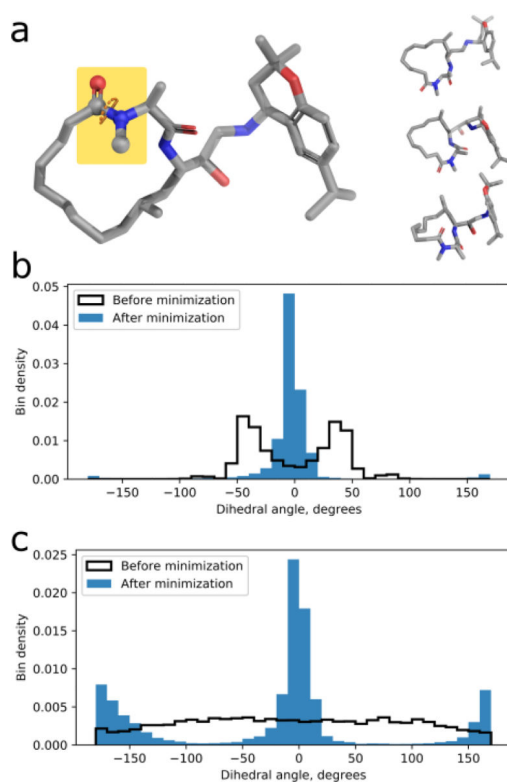 a
b
0.05
0.04
0.03
0.02
0.01
0.00
Bin density
Before minimization
After minimization
−150
−100
−50
0
50
100
150
Dihedral angle, degrees
c
0.025
0.020
0.015
0.010
0.005
0.000
Bin density
Before minimization
After minimization
−150
−100
−50
0
50
100
150
Dihedral angle, degrees